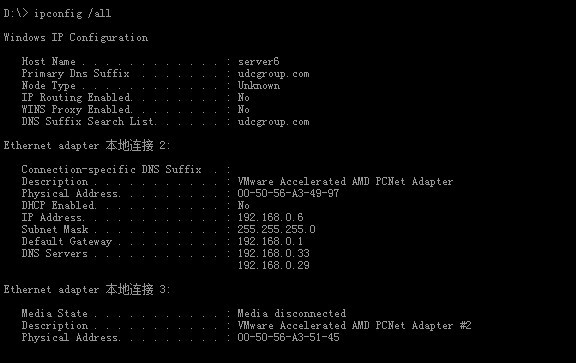 D:\> ipconfig /all
Windows IP Configuration
Host Name . . . . . . . . . . . . : server6
Primary Dns Suffix . . . . . . . : udcgroup.com
Node Type . . . . . . . . . . . . : Unknown
IP Routing Enabled. . . . . . . . : No
WINS Proxy Enabled. . . . . . . . : No
DNS Suffix Search List. . . . . . : udcgroup.com
Ethernet adapter 本地连接 2:
Connection-specific DNS Suffix . :
Description . . . . . . . . . . . : VMware Accelerated AMD PCNet Adapter
Physical Address. . . . . . . . . : 00-50-56-A3-49-97
DHCP Enabled. . . . . . . . . . . : No
IP Address. . . . . . . . . . . . : 192.168.0.6
Subnet Mask . . . . . . . . . . . : 255.255.255.0
Default Gateway . . . . . . . . . : 192.168.0.1
DNS Servers . . . . . . . . . . . : 192.168.0.33
192.168.0.29
Ethernet adapter 本地连接 3:
Media State . . . . . . . . . . . : Media disconnected
Description . . . . . . . . . . . : VMware Accelerated AMD PCNet Adapter #2
Physical Address. . . . . . . . . : 00-50-56-A3-51-45